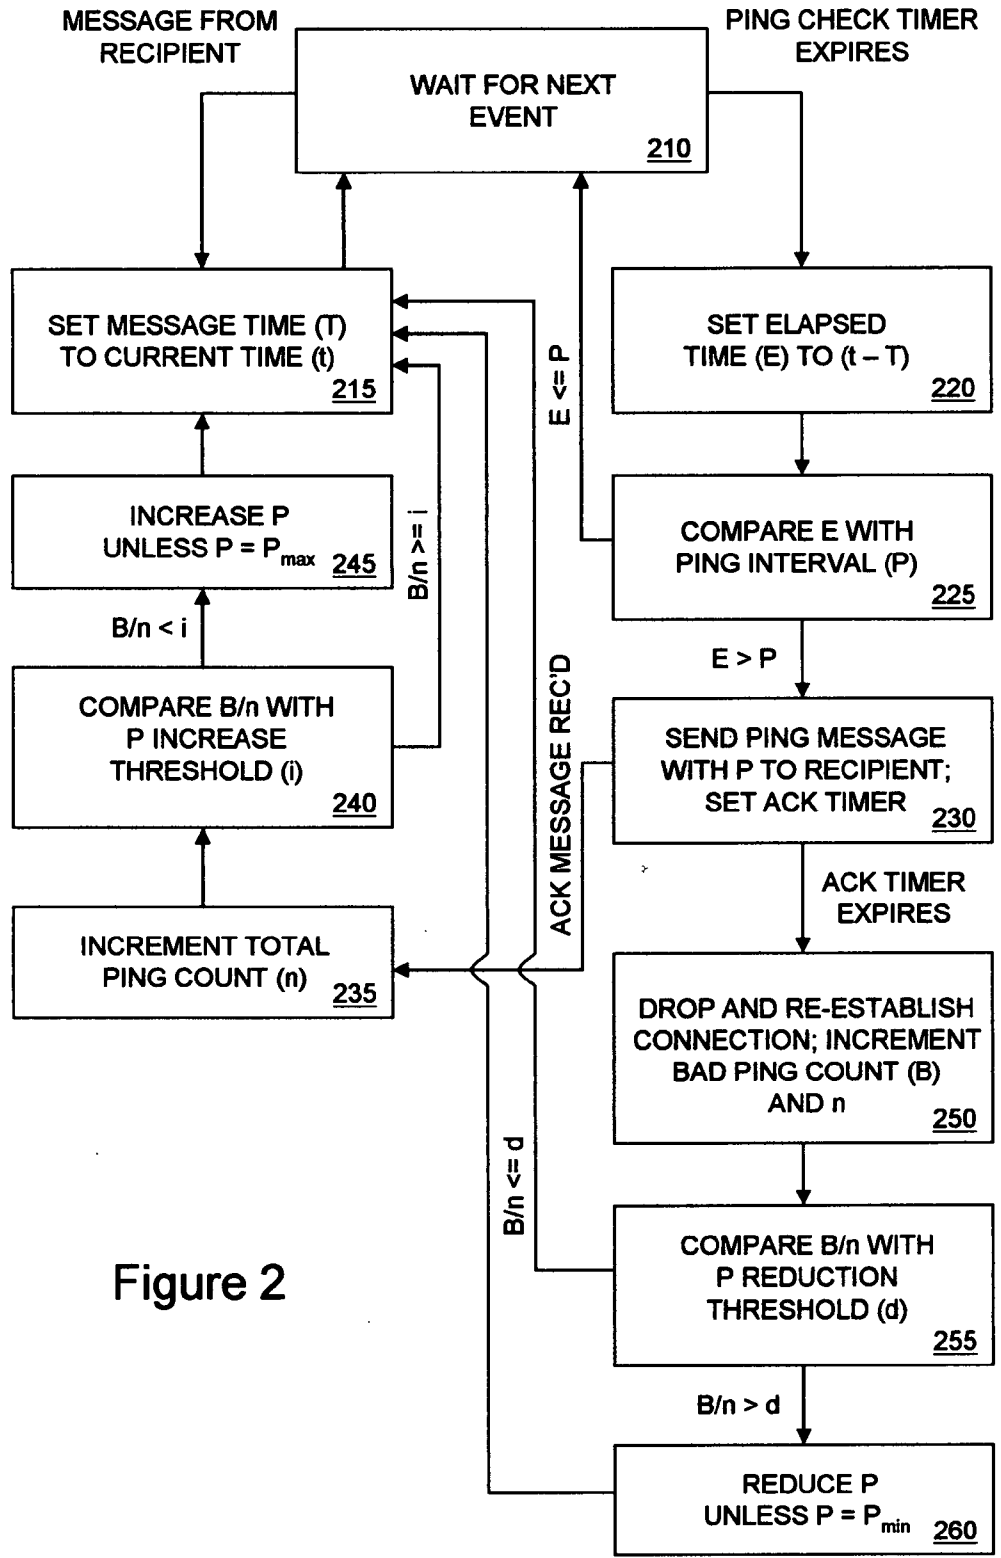 MESSAGE FROM
RECIPIENT
PING CHECK TIMER
EXPIRES
WAIT FOR NEXT
EVENT
210
SET MESSAGE TIME (T)
TO CURRENT TIME (t)
215
SET ELAPSED
TIME (E) TO (t – T)
220
E <= P
INCREASE P
UNLESS P = Pmax
245
B/n >= i
COMPARE E WITH
PING INTERVAL (P)
225
B/n < i
E > P
COMPARE B/n WITH
P INCREASE
THRESHOLD (i)
240
ACK MESSAGE REC'D
SEND PING MESSAGE
WITH P TO RECIPIENT;
SET ACK TIMER
230
ACK TIMER
EXPIRES
INCREMENT TOTAL
PING COUNT (n)
235
DROP AND RE-ESTABLISH
CONNECTION; INCREMENT
BAD PING COUNT (B)
AND n
250
B/n <= d
COMPARE B/n WITH
P REDUCTION
THRESHOLD (d)
255
Figure 2
B/n > d
REDUCE P
UNLESS P = Pmin
260